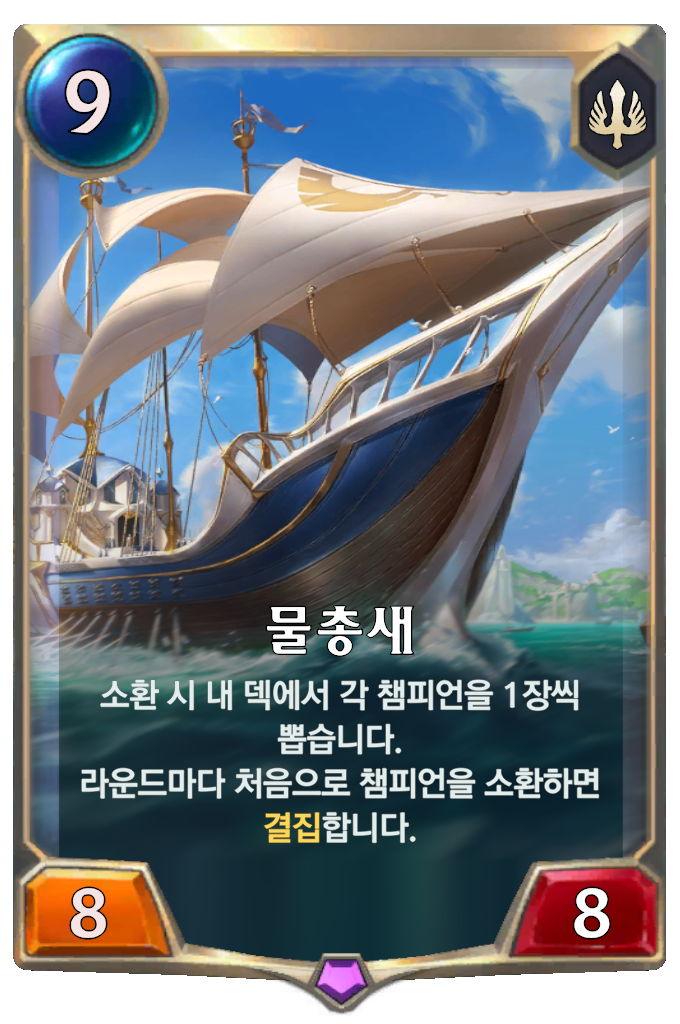 9
물총새
소환 시 내 덱에서 각 챔피언을 1장씩
뽑습니다.
라운드마다 처음으로 챔피언을 소환하면
결집합니다.
8
8